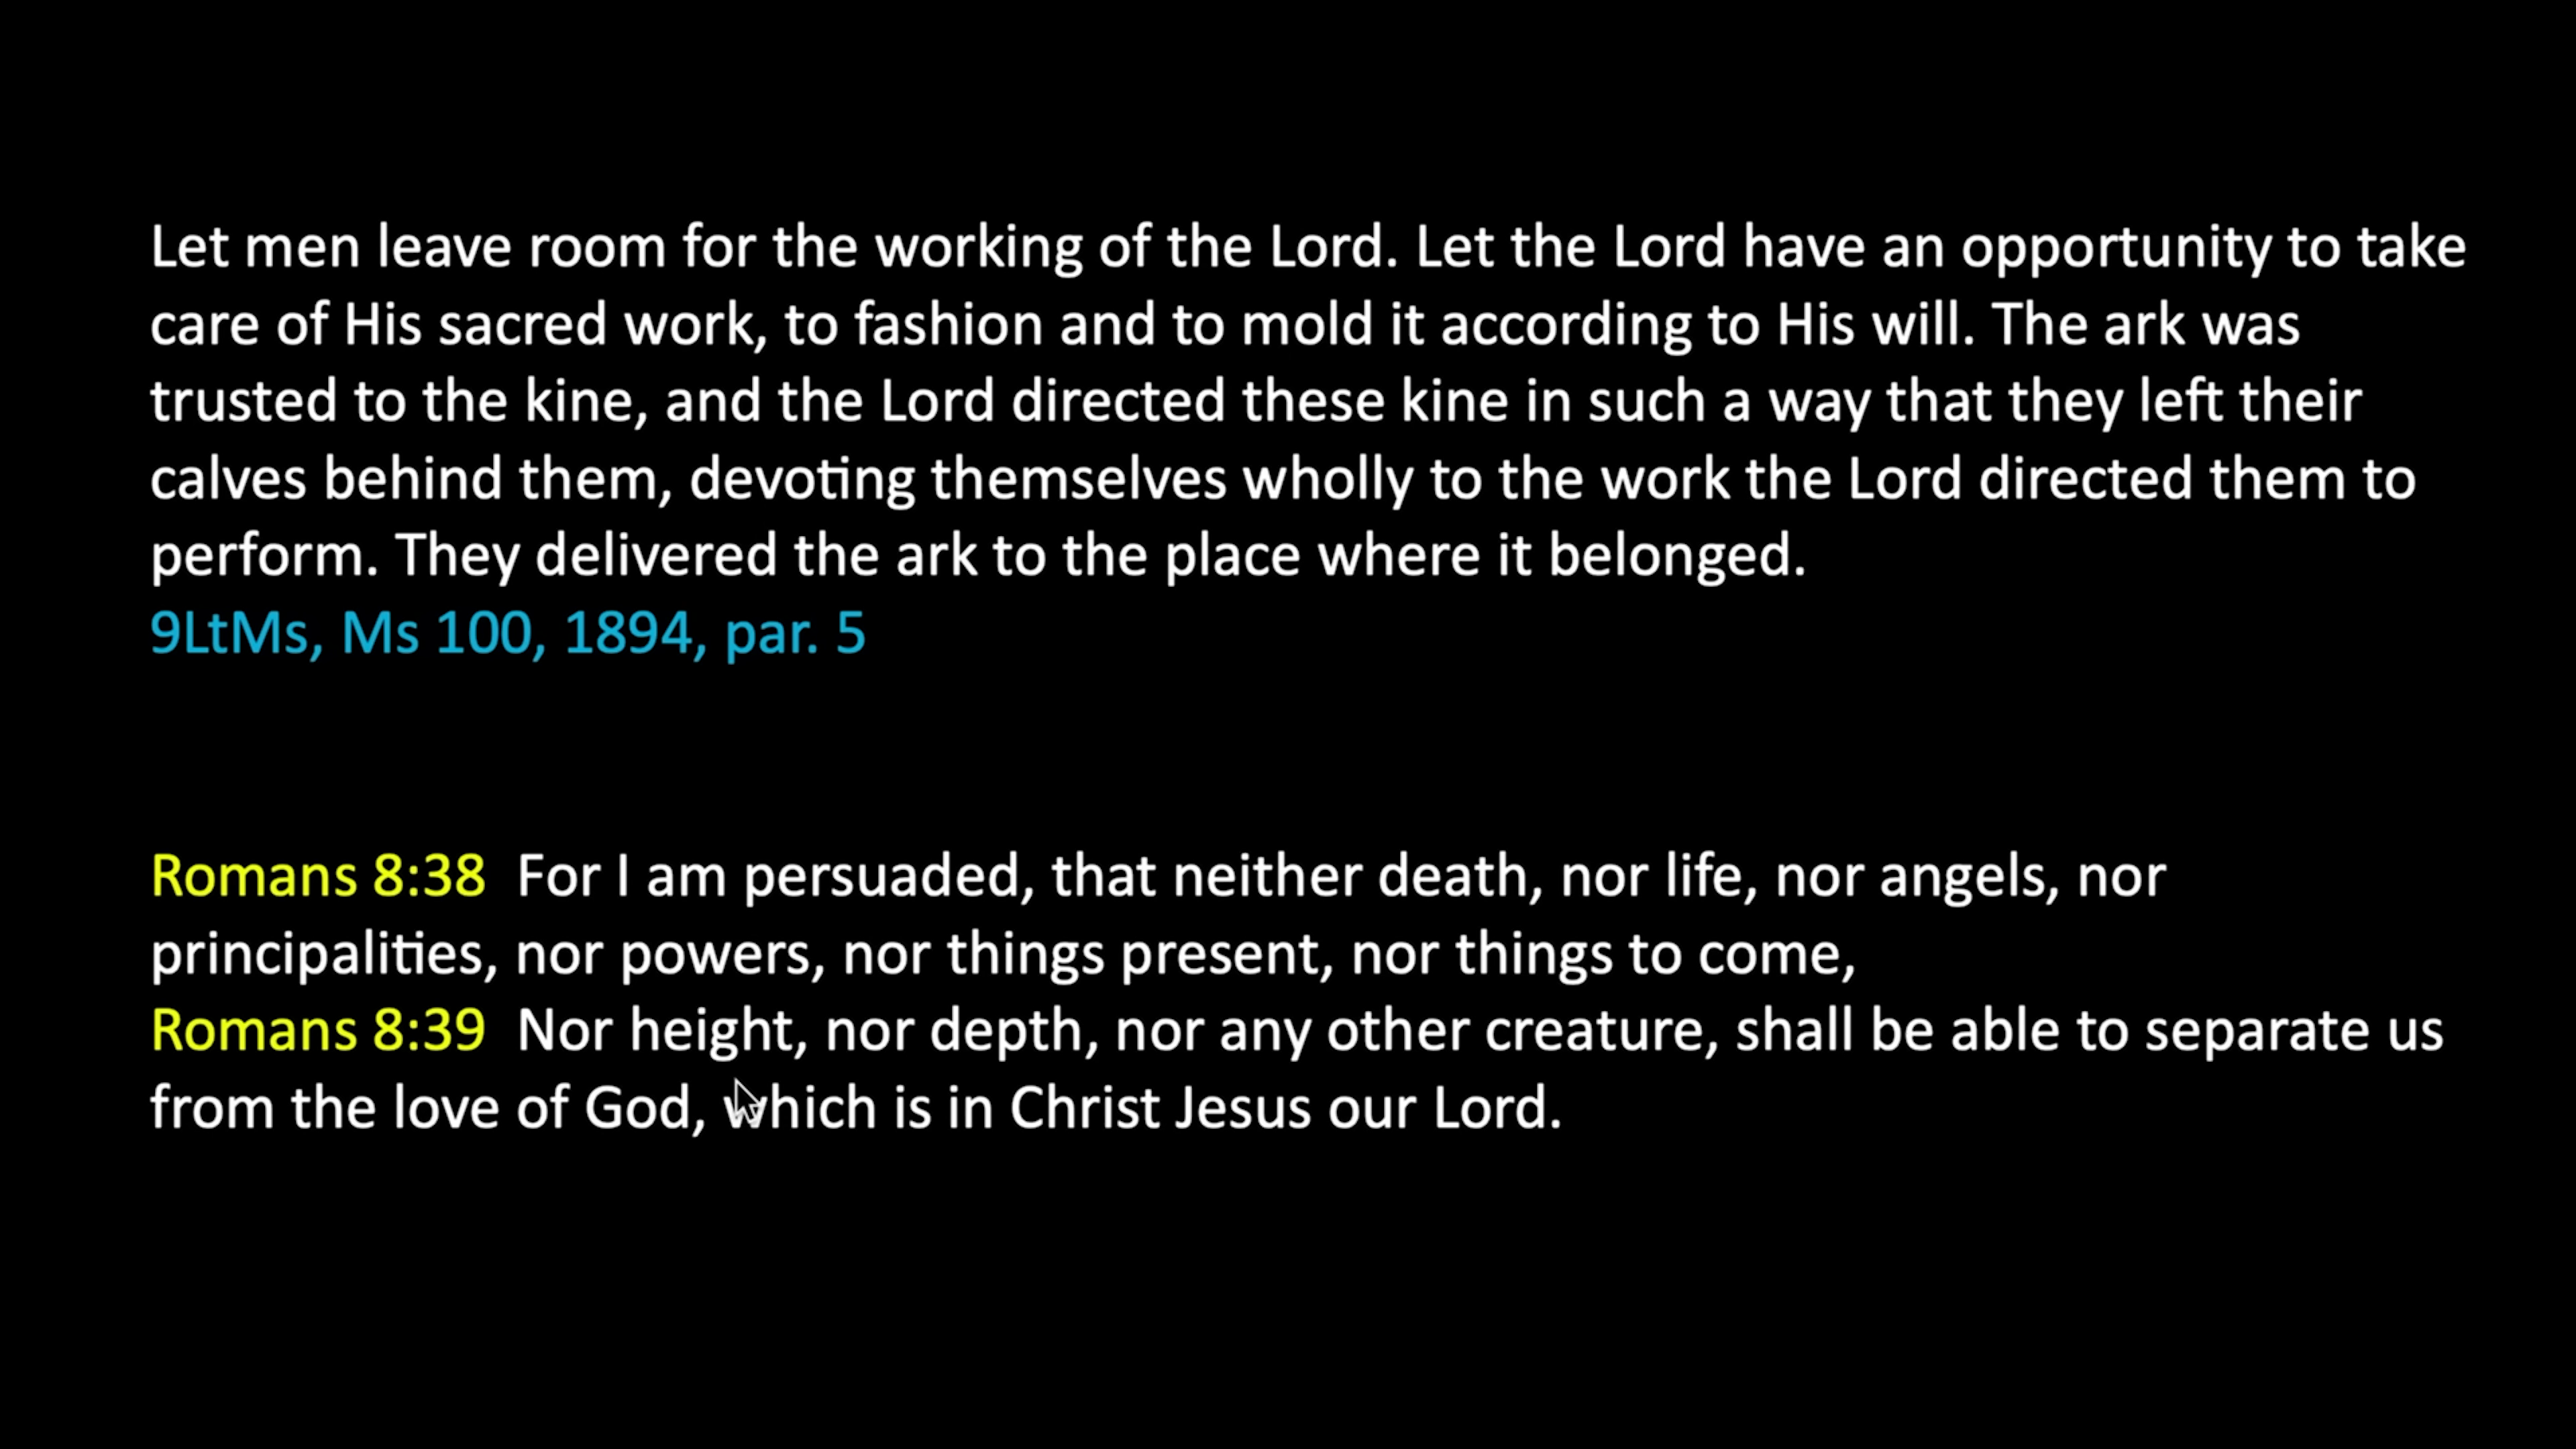 Let men leave room for the working of the Lord. Let the Lord have an opportunity to take
care of His sacred work, to fashion and to mold it according to His will. The ark was
trusted to the kine, and the Lord directed these kine in such a way that they left their
calves behind them, devoting themselves wholly to the work the Lord directed them to
perform. They delivered the ark to the place where it belonged.
9LtMs, Ms 100, 1894, par. 5
Romans 8:38  For I am persuaded, that neither death, nor life, nor angels, nor
principalities, nor powers, nor things present, nor things to come,
Romans 8:39  Nor height, nor depth, nor any other creature, shall be able to separate us
from the love of God, which is in Christ Jesus our Lord.